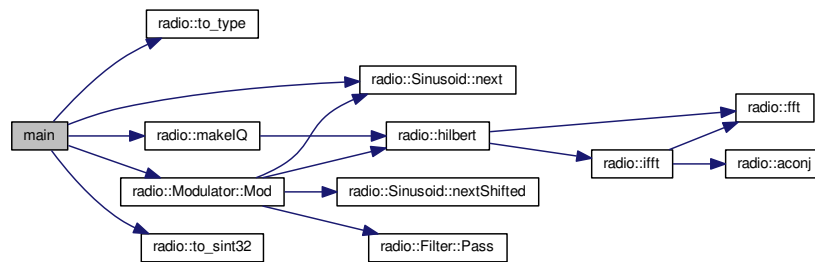 radio::to_type
radio::Sinusoid::next
radio::fft
main
radio::makeIQ
radio::hilbert
radio::ifft
radio::aconj
radio::Modulator::Mod
radio::Sinusoid::nextShifted
radio::to_sint32
radio::Filter::Pass